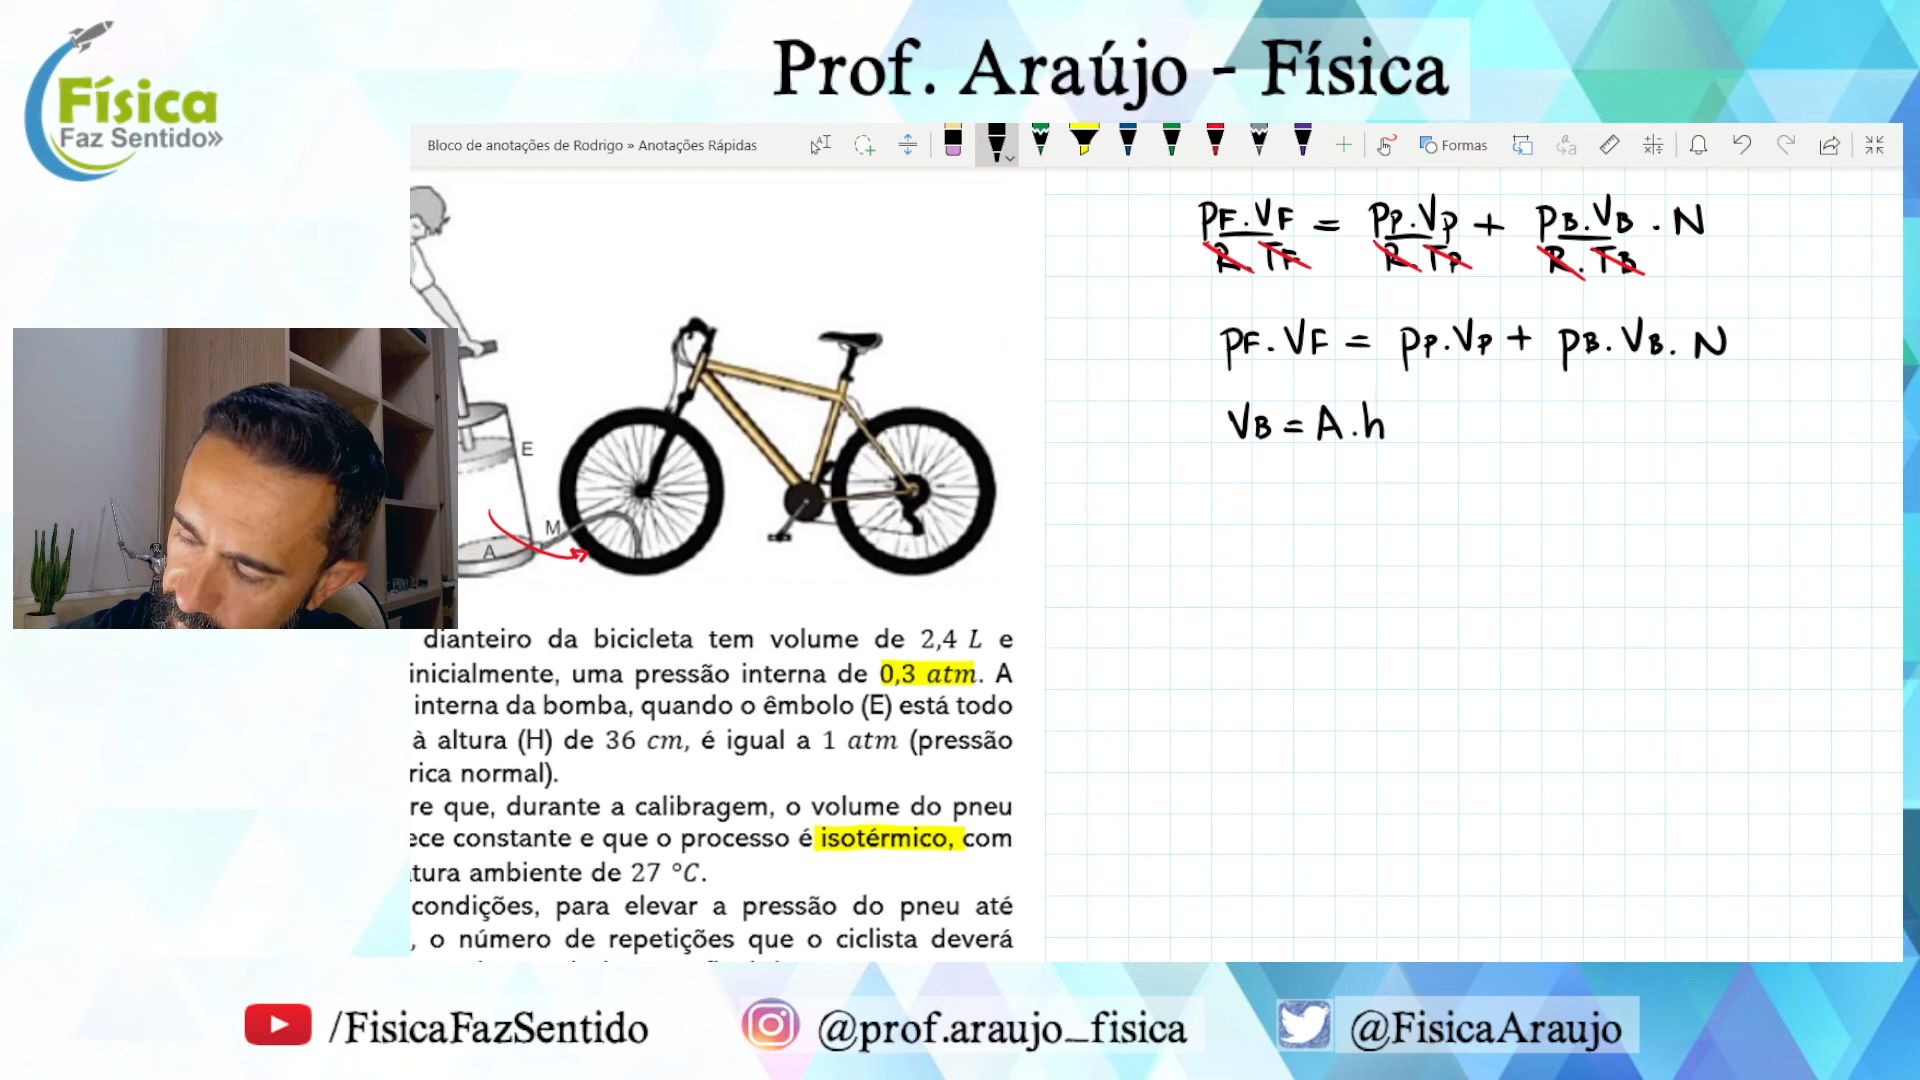 Prof. Araújo - Física
Física
Faz Sentido»
Bloco de anotações de Rodrigo » Anotações Rápidas
Formas
E
M
A
dianteiro da bicicleta tem volume de 2,4 L e
inicialmente, uma pressão interna de 0,3 atm. A
interna da bomba, quando o êmbolo (E) está todo
à altura (H) de 36 cm, é igual a 1 atm (pressão
rica normal).
re que, durante a calibragem, o volume do pneu
ece constante e que o processo é isotérmico, com
tura ambiente de 27 °C.
condições, para elevar a pressão do pneu até
, o número de repetições que o ciclista deverá
PF.VF = PP.VP + PB.VB . N
R.TF R.TP R.TB
PF.VF = PP.VP + PB.VB. N
VB = A.h
/FisicaFazSentido
@prof.araujo_fisica
@FisicaAraujo